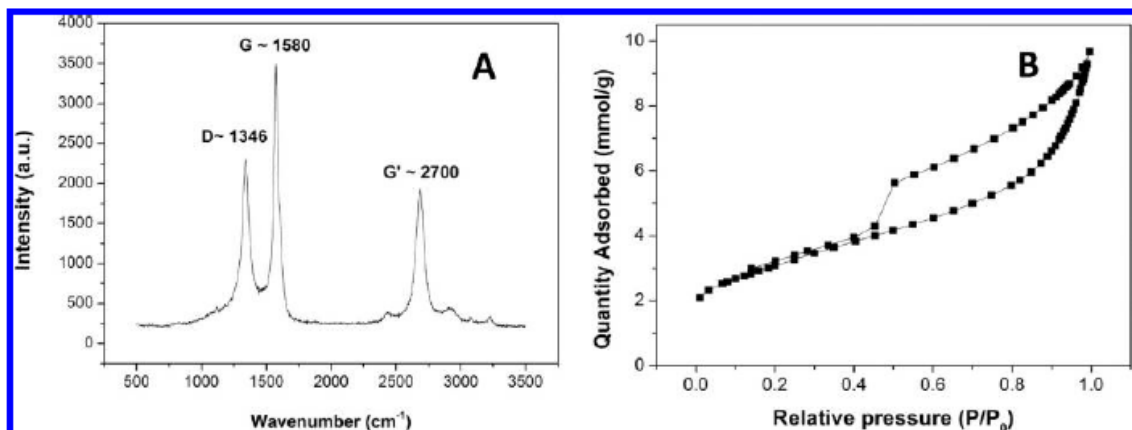 A
G ~ 1580
D~ 1346
G' ~ 2700
Intensity (a.u.)
4000
3500
3000
2500
2000
1500
1000
500
0
500 1000 1500 2000 2500 3000 3500
Wavenumber (cm⁻¹)
B
Quantity Adsorbed (mmol/g)
10
8
6
4
2
0
0.0 0.2 0.4 0.6 0.8 1.0
Relative pressure (P/P₀)